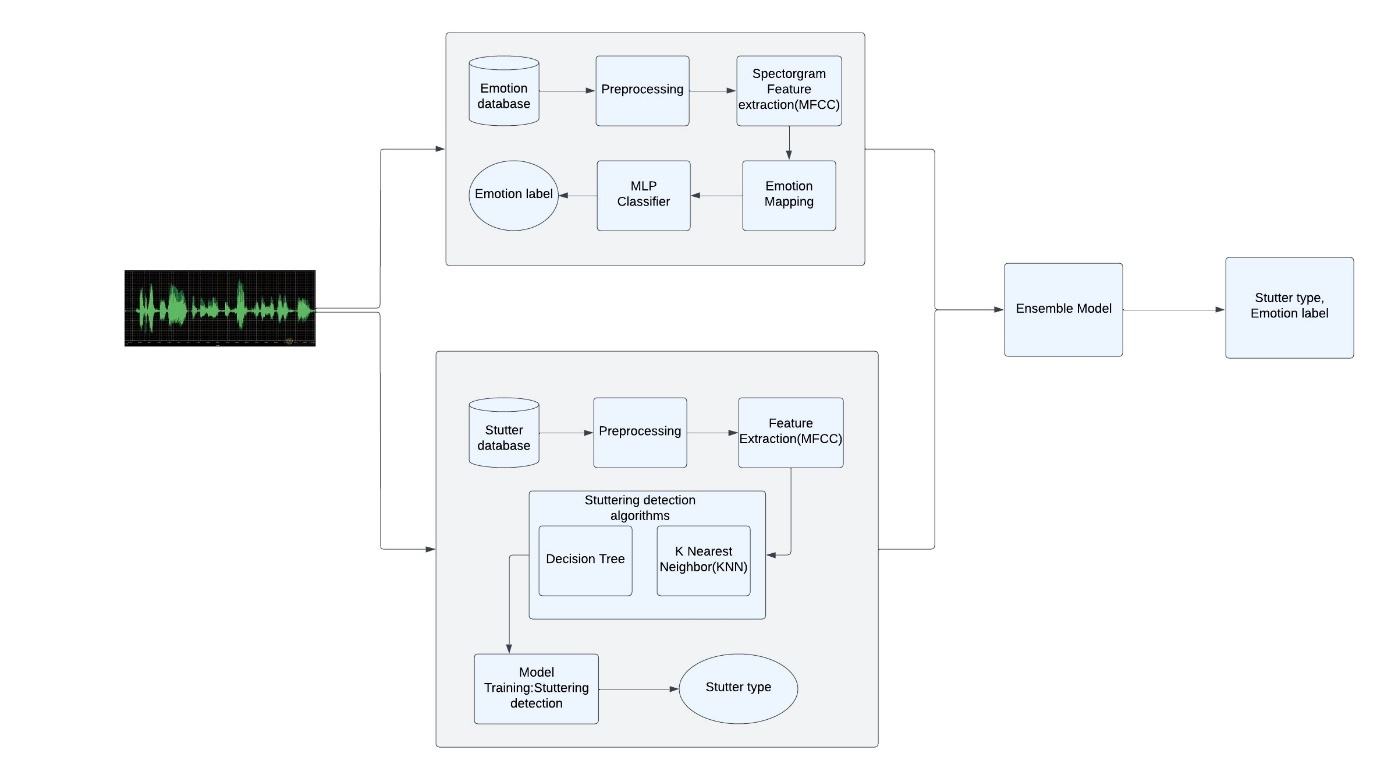 Emotion
database
Preprocessing
Spectorgram
Feature
extraction(MFCC)
Emotion label
MLP
Classifier
Emotion
Mapping
Ensemble Model
Stutter type,
Emotion label
Stutter
database
Preprocessing
Feature
Extraction(MFCC)
Stuttering detection
algorithms
Decision Tree
K Nearest
Neighbor(KNN)
Model
Training:Stuttering
detection
Stutter type